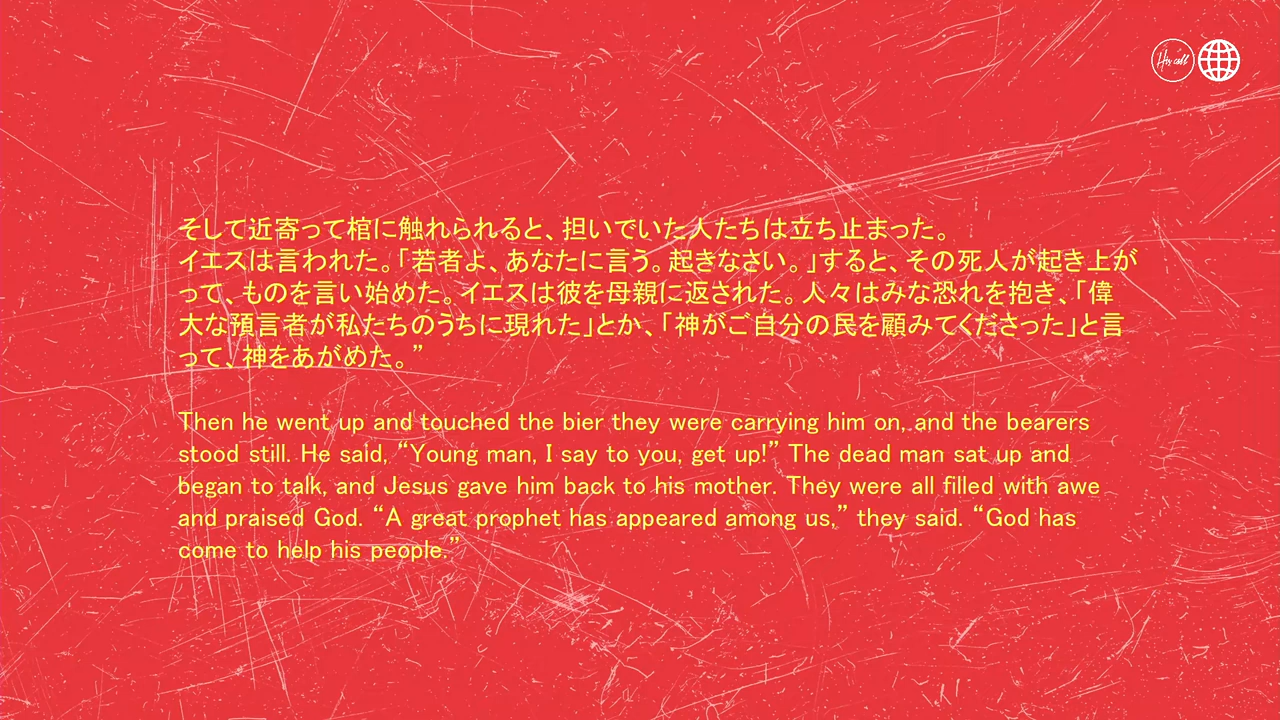 His call
そして近寄って棺に触れられると、担いでいた人たちは立ち止まった。
イエスは言われた。「若者よ、あなたに言う。起きなさい。」すると、その死人が起き上が
って、ものを言い始めた。イエスは彼を母親に返された。人々はみな恐れを抱き、「偉
大な預言者が私たちのうちに現れた」とか、「神がご自分の民を顧みてくださった」と言
って、神をあがめた。”
Then he went up and touched the bier they were carrying him on, and the bearers
stood still. He said, “Young man, I say to you, get up!” The dead man sat up and
began to talk, and Jesus gave him back to his mother. They were all filled with awe
and praised God. “A great prophet has appeared among us,” they said. “God has
come to help his people.”